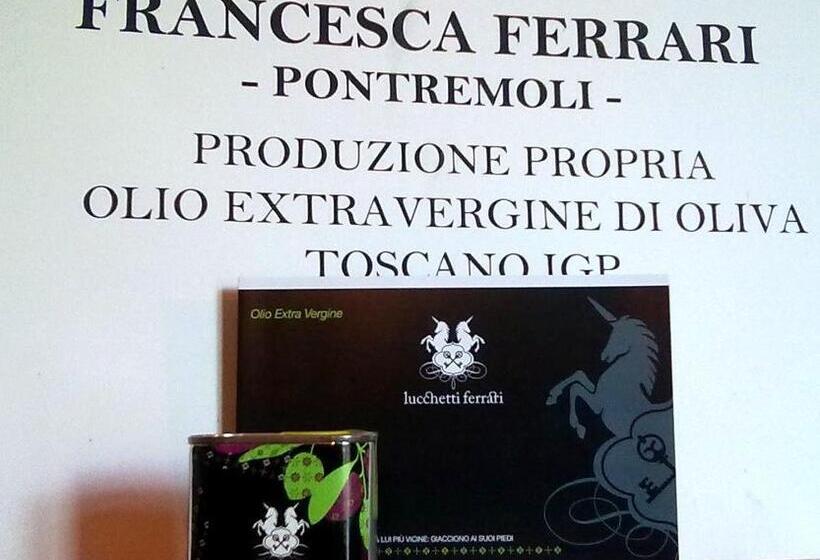 FRANCESCA FERRARI
- PONTREMOLI -
PRODUZIONE PROPRIA
OLIO EXTRAVERGINE DI OLIVA
TOSCANO IGP
Olio Extra Vergine
lucchetti ferrari
LUI PIÙ VICINE: GIACCIONO AI SUOI PIEDI